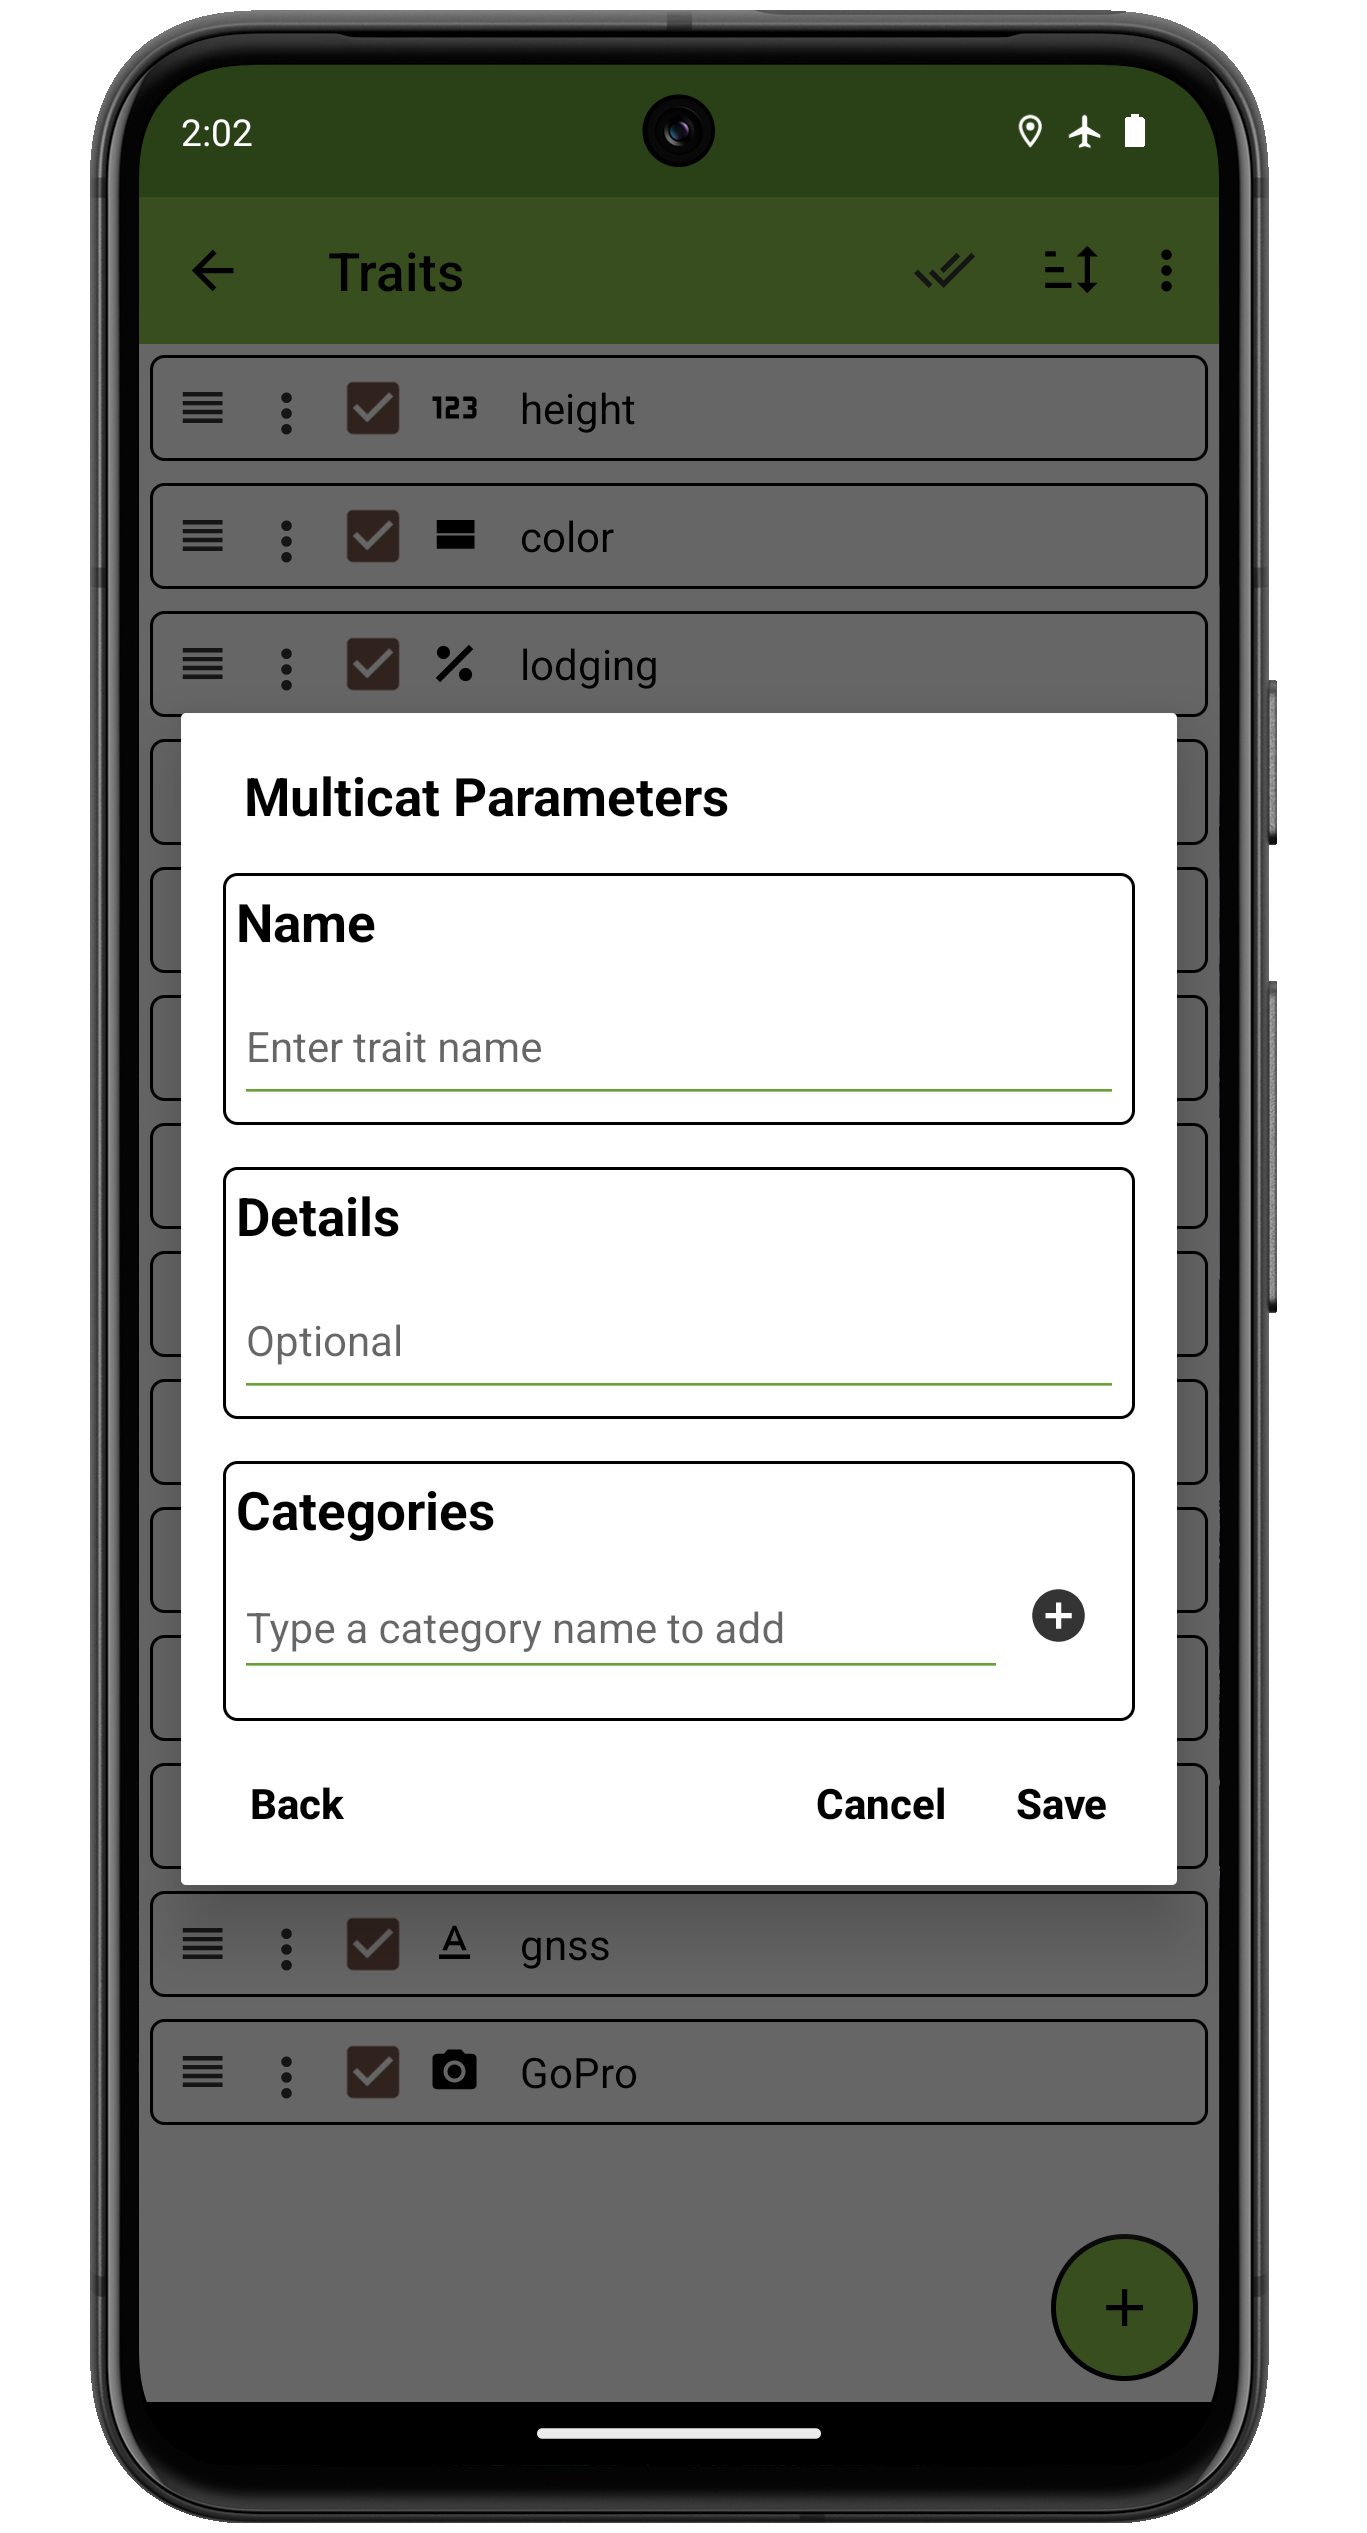 2:02
Traits
123 height
color
lodging
Multicat Parameters
Name
Enter trait name
Details
Optional
Categories
Type a category name to add
Back Cancel Save
A gnss
GoPro